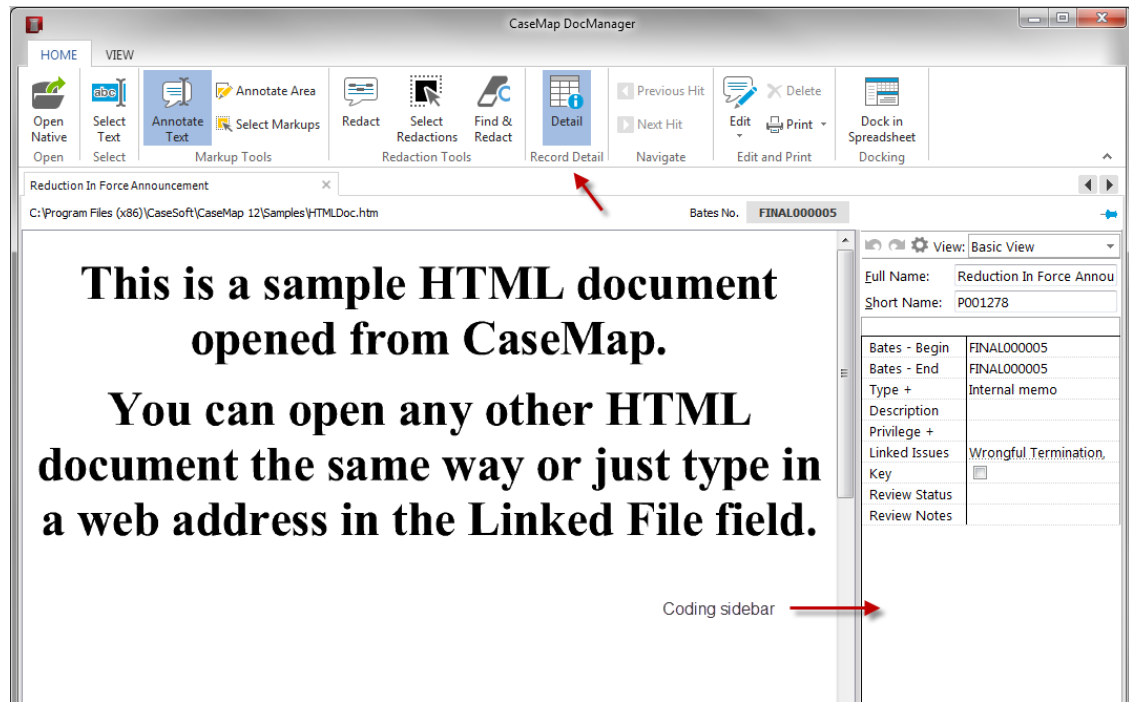 CaseMap DocManager
HOME VIEW
Open Native
Select Text
abc
Annotate Text
Annotate Area
Select Markups
Redact
Select Redactions
Find & Redact
Detail
Previous Hit
Next Hit
Edit
Delete
Print
Dock in Spreadsheet
Open Select Markup Tools Redaction Tools Record Detail Navigate Edit and Print Docking
Reduction In Force Announcement
C:\Program Files (x86)\CaseSoft\CaseMap 12\Samples\HTMLDoc.htm Bates No. FINAL000005
This is a sample HTML document
opened from CaseMap.
You can open any other HTML
document the same way or just type in
a web address in the Linked File field.
Coding sidebar
View: Basic View
Full Name: Reduction In Force Annou
Short Name: P001278
Bates - Begin FINAL000005
Bates - End FINAL000005
Type + Internal memo
Description
Privilege +
Linked Issues Wrongful Termination,
Key
Review Status
Review Notes